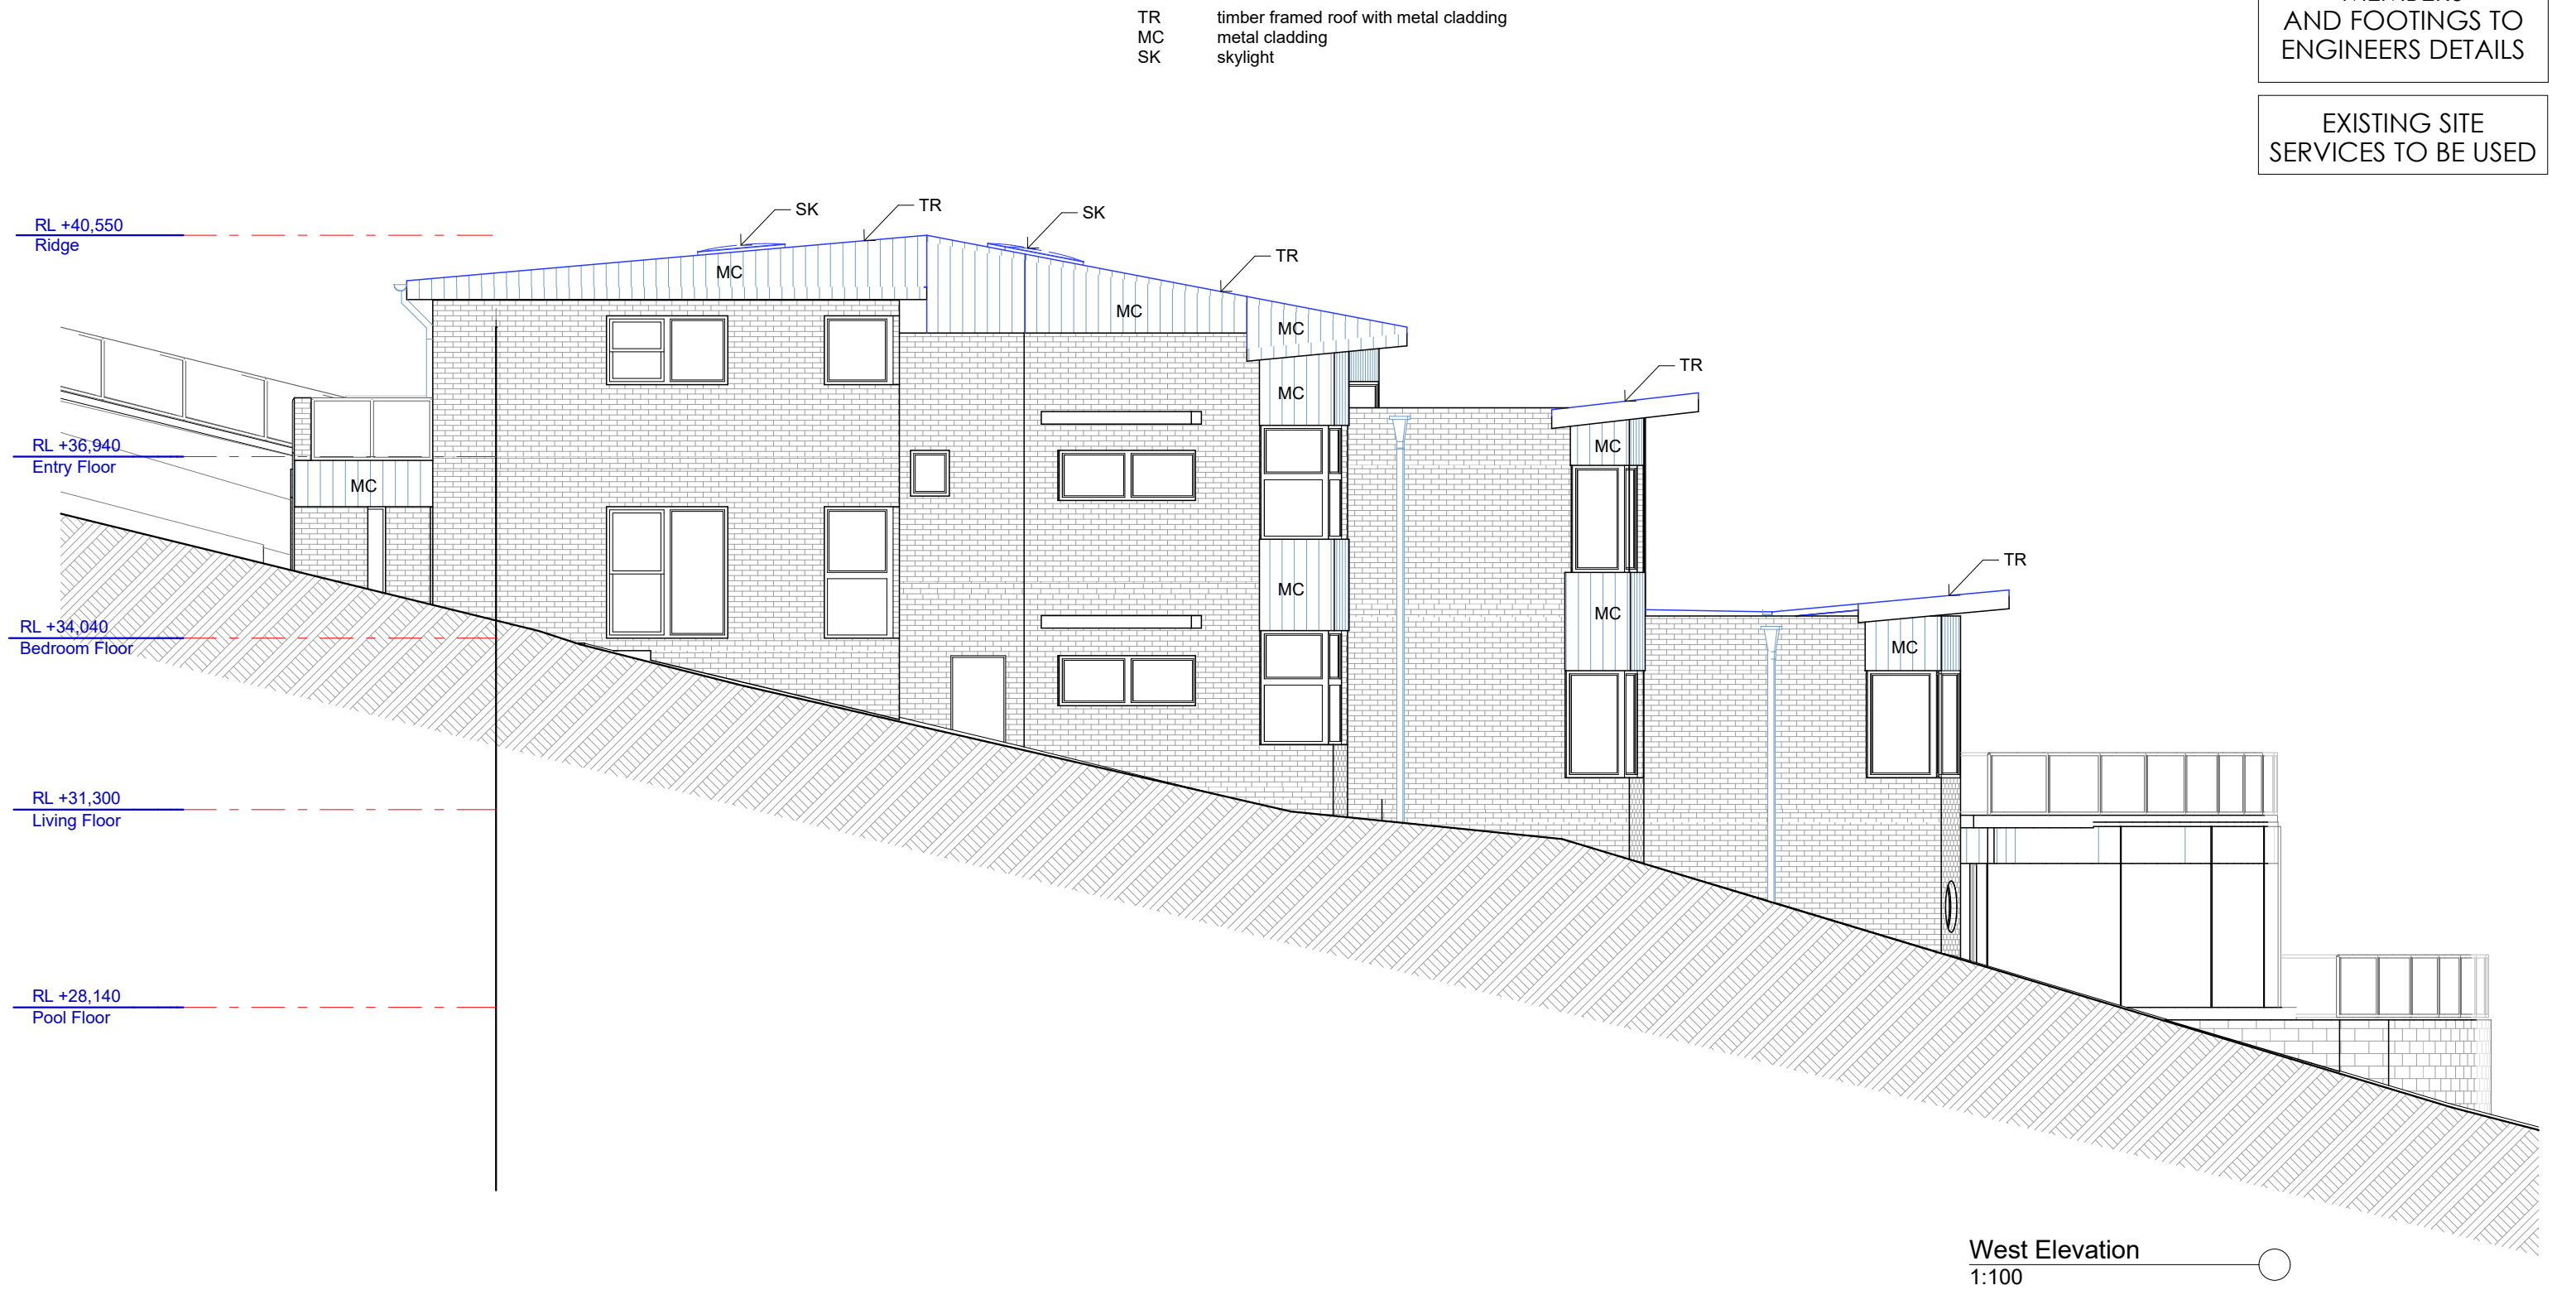 TR timber framed roof with metal cladding
MC metal cladding
SK skylight
AND FOOTINGS TO
ENGINEERS DETAILS
EXISTING SITE
SERVICES TO BE USED
SK
TR
SK
RL +40,550
Ridge
TR
MC
MC
MC
TR
MC
RL +36,940
Entry Floor
MC
MC
TR
MC
MC
RL +34,040
Bedroom Floor
MC
RL +31,300
Living Floor
RL +28,140
Pool Floor
West Elevation
1:100